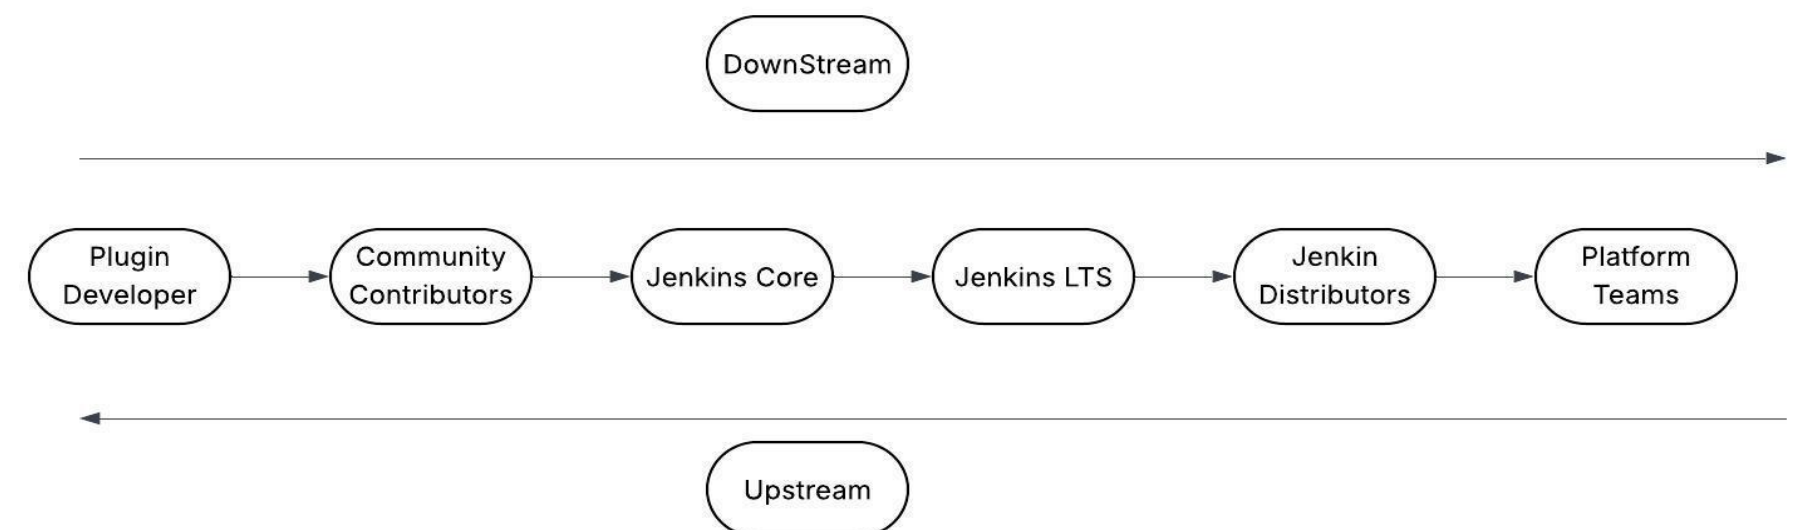 DownStream
Plugin
Developer
Community
Contributors
Jenkins Core
Jenkins LTS
Jenkin
Distributors
Platform
Teams
Upstream